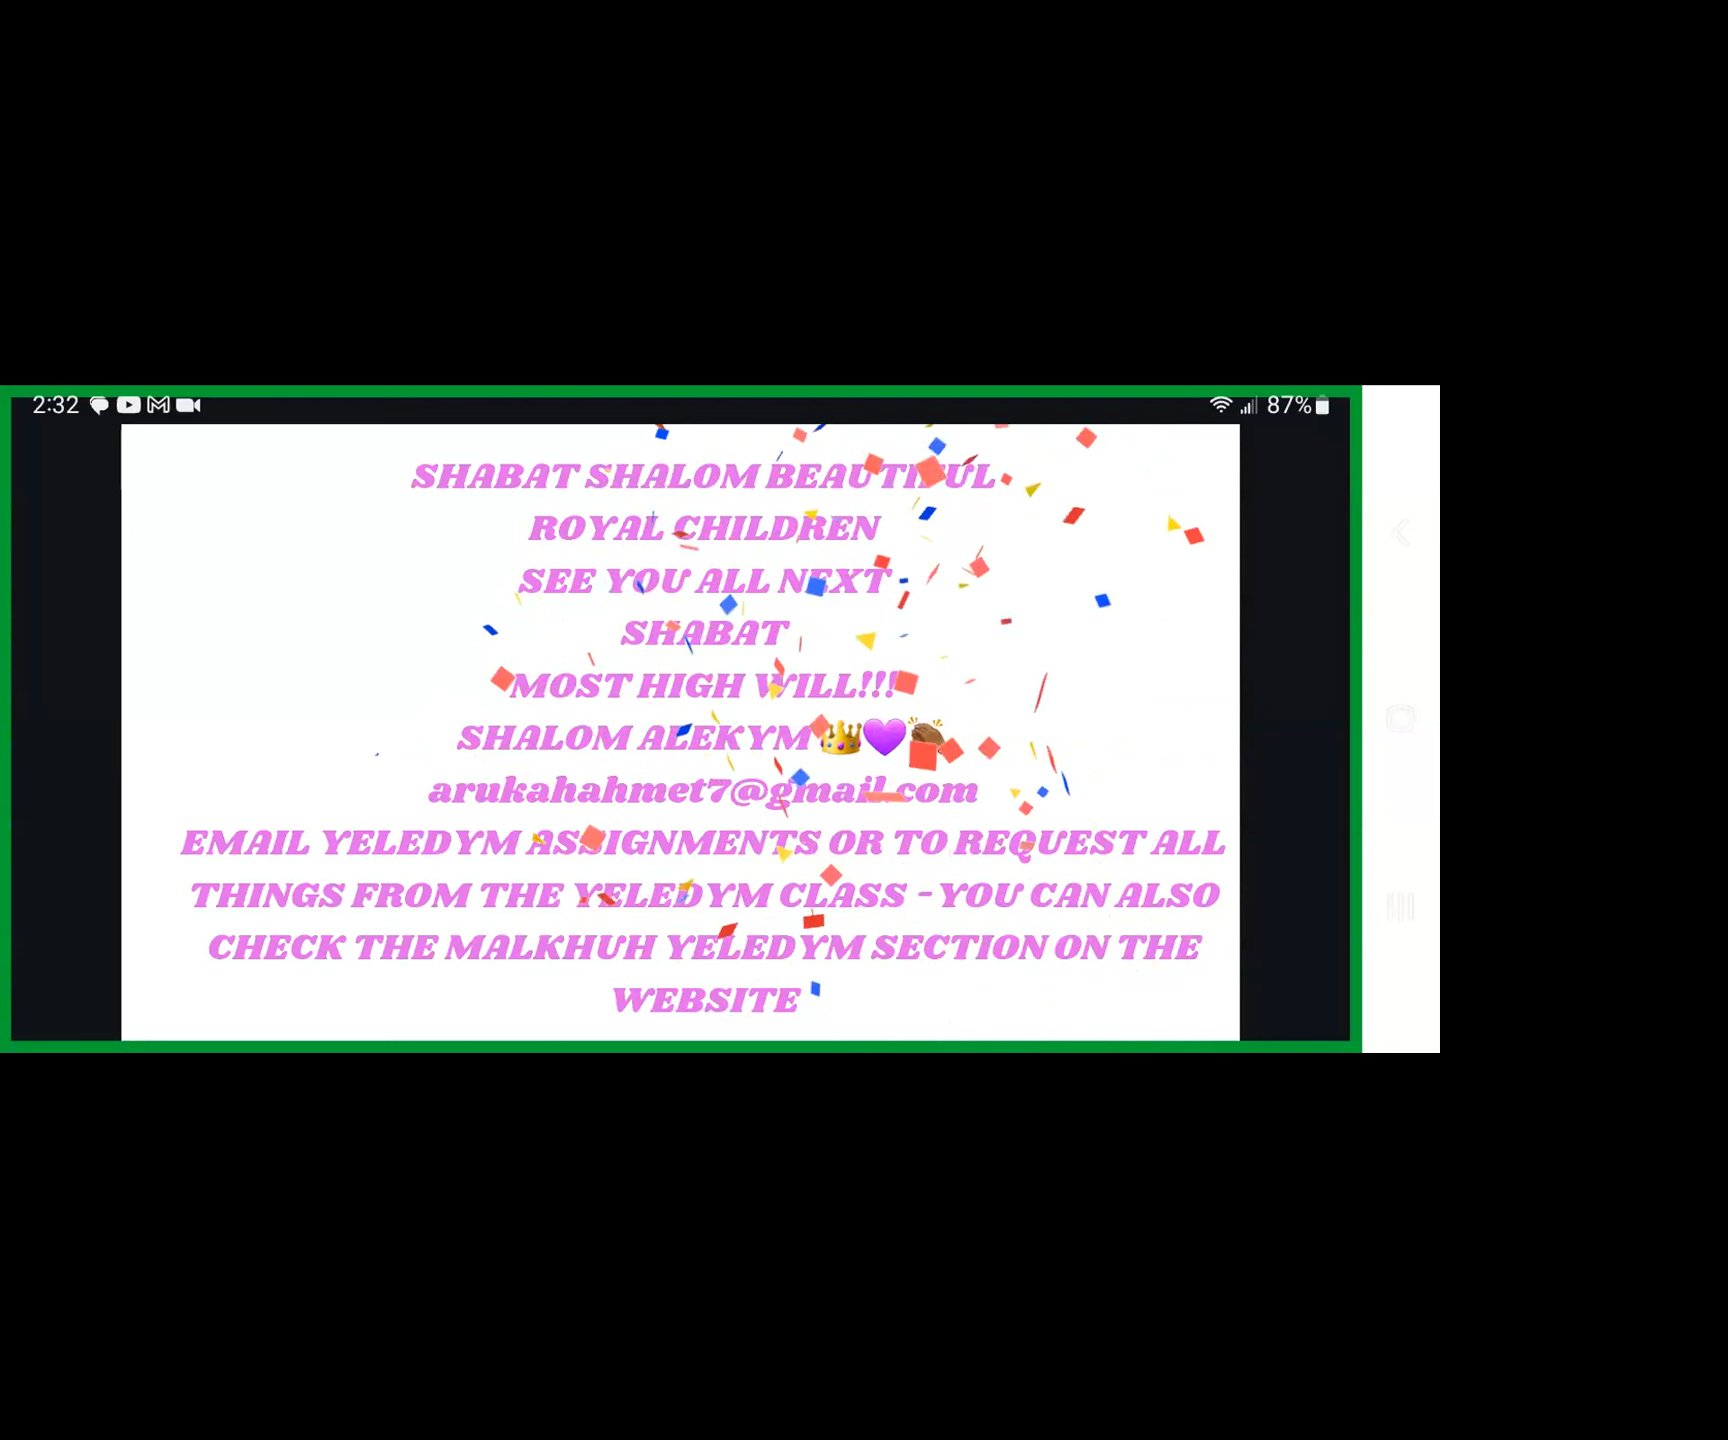 2:32
87%
SHABAT SHALOM BEAUTIFUL
ROYAL CHILDREN
SEE YOU ALL NEXT
SHABAT
MOST HIGH WILL!!!
SHALOM ALEKYM👑💜👏🏾
arukahahmet7@gmail.com
EMAIL YELEDYM ASSIGNMENTS OR TO REQUEST ALL
THINGS FROM THE YELEDYM CLASS - YOU CAN ALSO
CHECK THE MALKHUH YELEDYM SECTION ON THE
WEBSITE